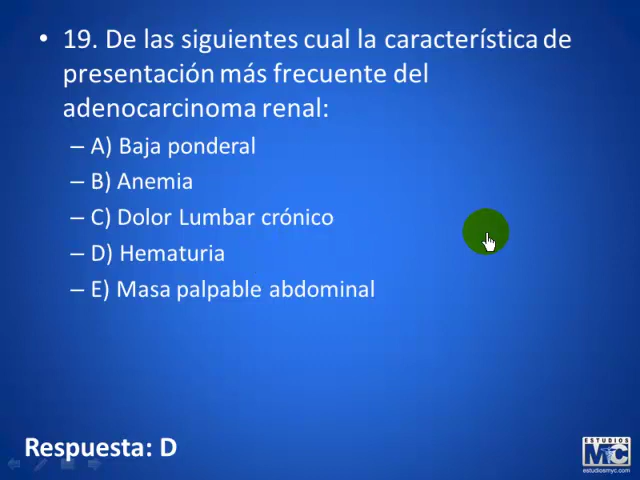 • 19. De las siguientes cual la característica de
presentación más frecuente del
adenocarcinoma renal:
– A) Baja ponderal
– B) Anemia
– C) Dolor Lumbar crónico
– D) Hematuria
– E) Masa palpable abdominal
Respuesta: D
ESTUDIOS
MyC
estudiosmyc.com